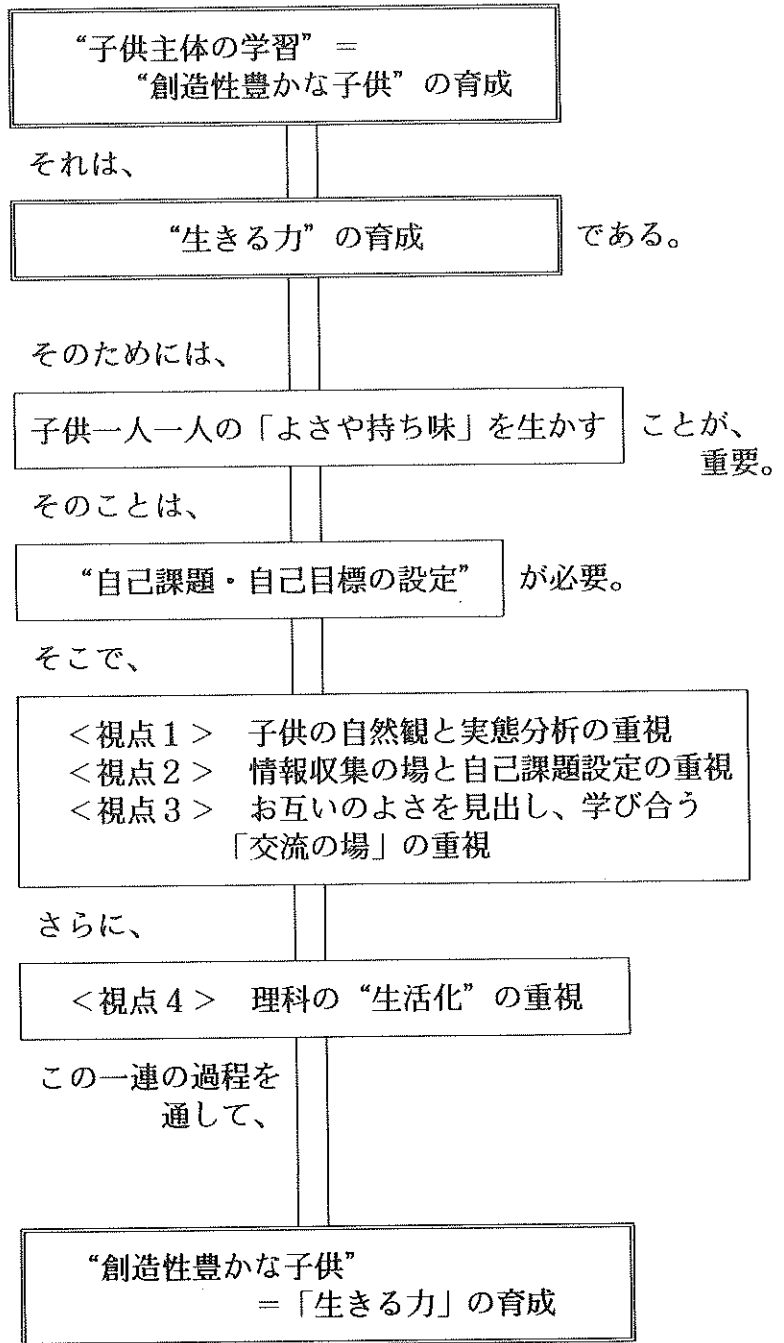 “子供主体の学習” =
“創造性豊かな子供” の育成
それは、
“生きる力” の育成 である。
そのためには、
子供一人一人の「よさや持ち味」を生かす ことが、
重要。
そのことは、
“自己課題・自己目標の設定” が必要。
そこで、
<視点1> 子供の自然観と実態分析の重視
<視点2> 情報収集の場と自己課題設定の重視
<視点3> お互いのよさを見出し、学び合う
「交流の場」の重視
さらに、
<視点4> 理科の “生活化” の重視
この一連の過程を
通して、
“創造性豊かな子供”
=「生きる力」の育成